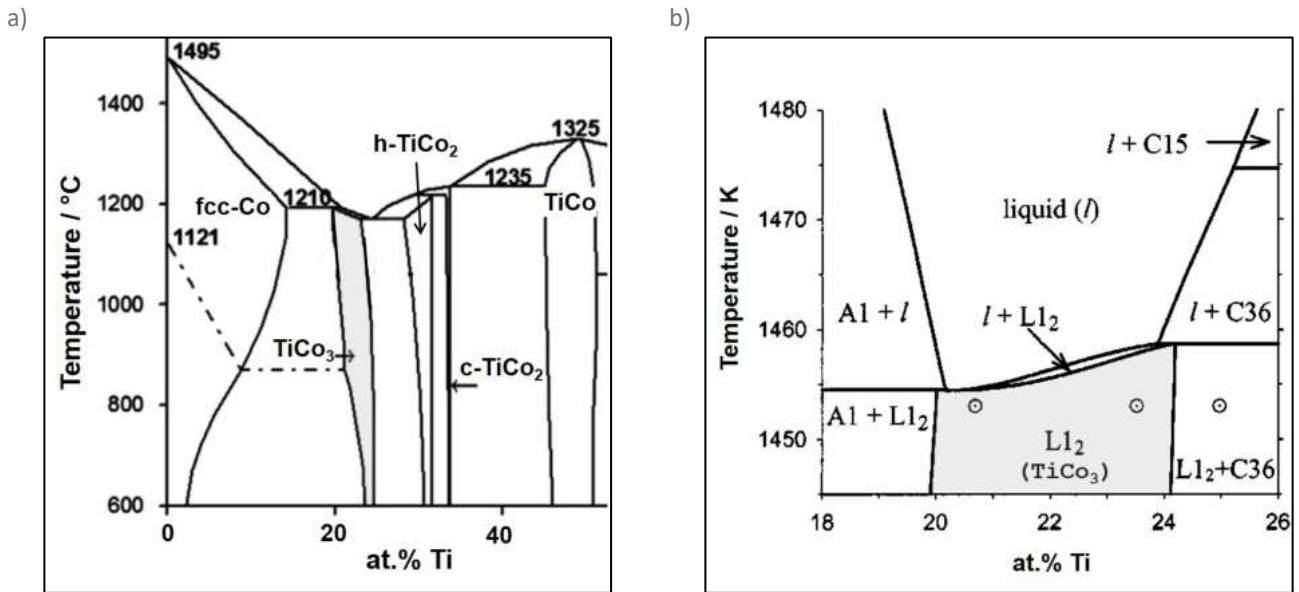 a)
1495
1400
1325
h-TiCo₂
1235
1210
1200
TiCo
fcc-Co
1121
1000
TiCo₃
c-TiCo₂
800
600
0
20
40
Temperature / °C
at.% Ti
b)
1480
l + C15
liquid (l)
1470
l + L1₂
A1 + l
l + C36
1460
A1 + L1₂
1450
L1₂
(TiCo₃)
L1₂+C36
18
20
22
24
26
Temperature / K
at.% Ti